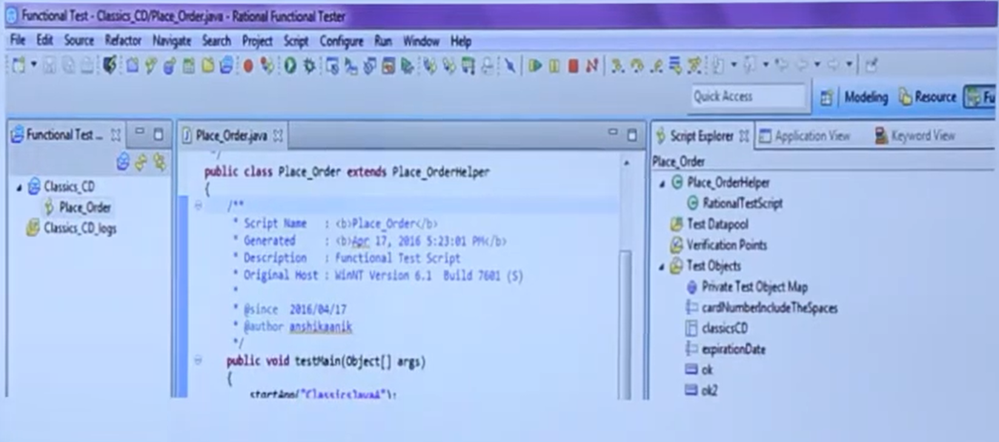 Functional Test - Classics_CD/Place_Order.java - Rational Functional Tester
File Edit Source Refactor Navigate Search Project Script Configure Run Window Help
Quick Access
Modeling
Resource
Fu
Functional Test ...
Classics_CD
Place_Order
Classics_CD_logs
Place_Order.java
*/
public class Place_Order extends Place_OrderHelper
{
/**
* Script Name : <b>Place_Order</b>
* Generated : <b>Apr 17, 2016 5:23:01 PM</b>
* Description : Functional Test Script
* Original Host : WinNT Version 6.1 Build 7601 (S)
*
* @since 2016/04/17
* @author anshikaanik
*/
public void testMain(Object[] args)
{
startApp("ClassicsJavaA");
Script Explorer
Application View
Keyword View
Place_Order
Place_OrderHelper
RationalTestScript
Test Datapool
Verification Points
Test Objects
Private Test Object Map
cardNumberIncludeTheSpaces
classicsCD
expirationDate
ok
ok2